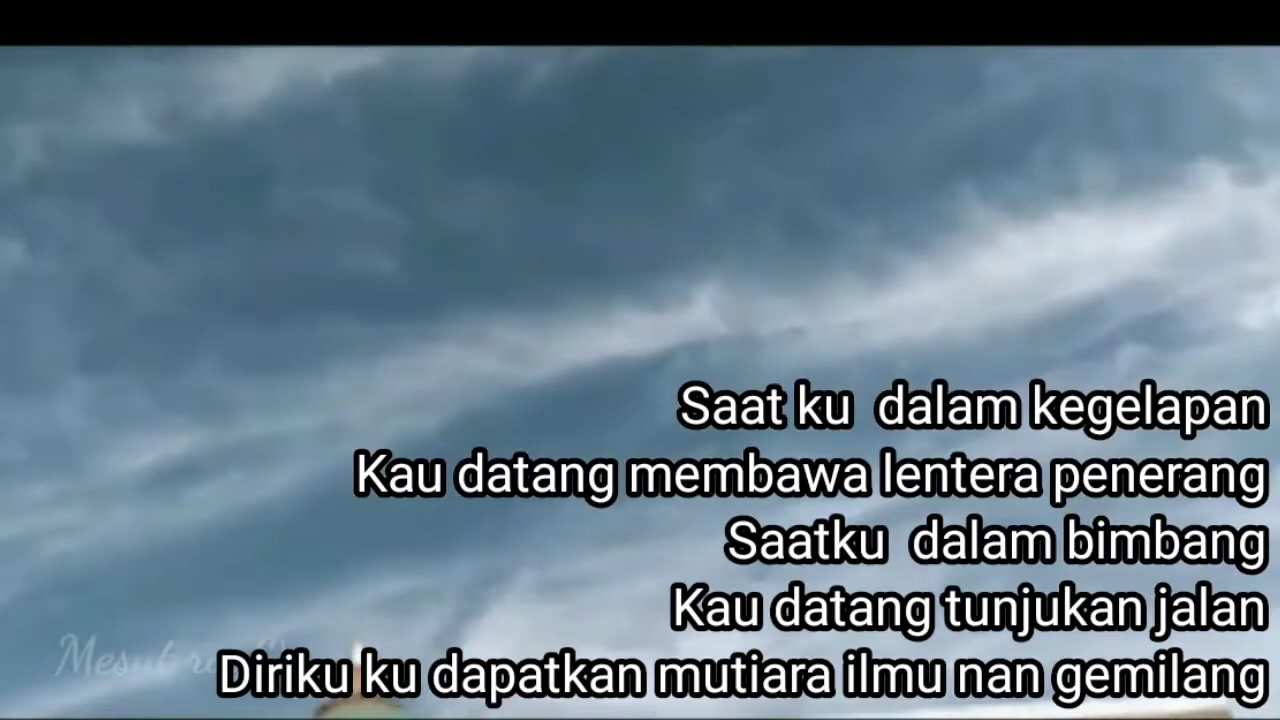 Saat ku  dalam kegelapan
Kau datang membawa lentera penerang
Saatku  dalam bimbang
Kau datang tunjukan jalan
Mesut
Diriku ku dapatkan mutiara ilmu nan gemilang